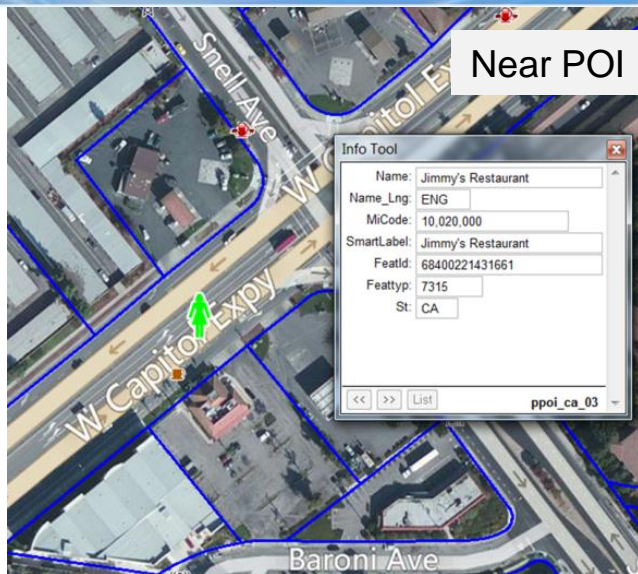 Near POI
Snell Ave
W Capitol Ex
Info Tool
Name: Jimmy's Restaurant
Name_Lng: ENG
MiCode: 10,020,000
SmartLabel: Jimmy's Restaurant
FeatId: 68400221431661
Feattyp: 7315
St: CA
<< >> List ppoi_ca_03
W Capitol Expy
Baroni Ave